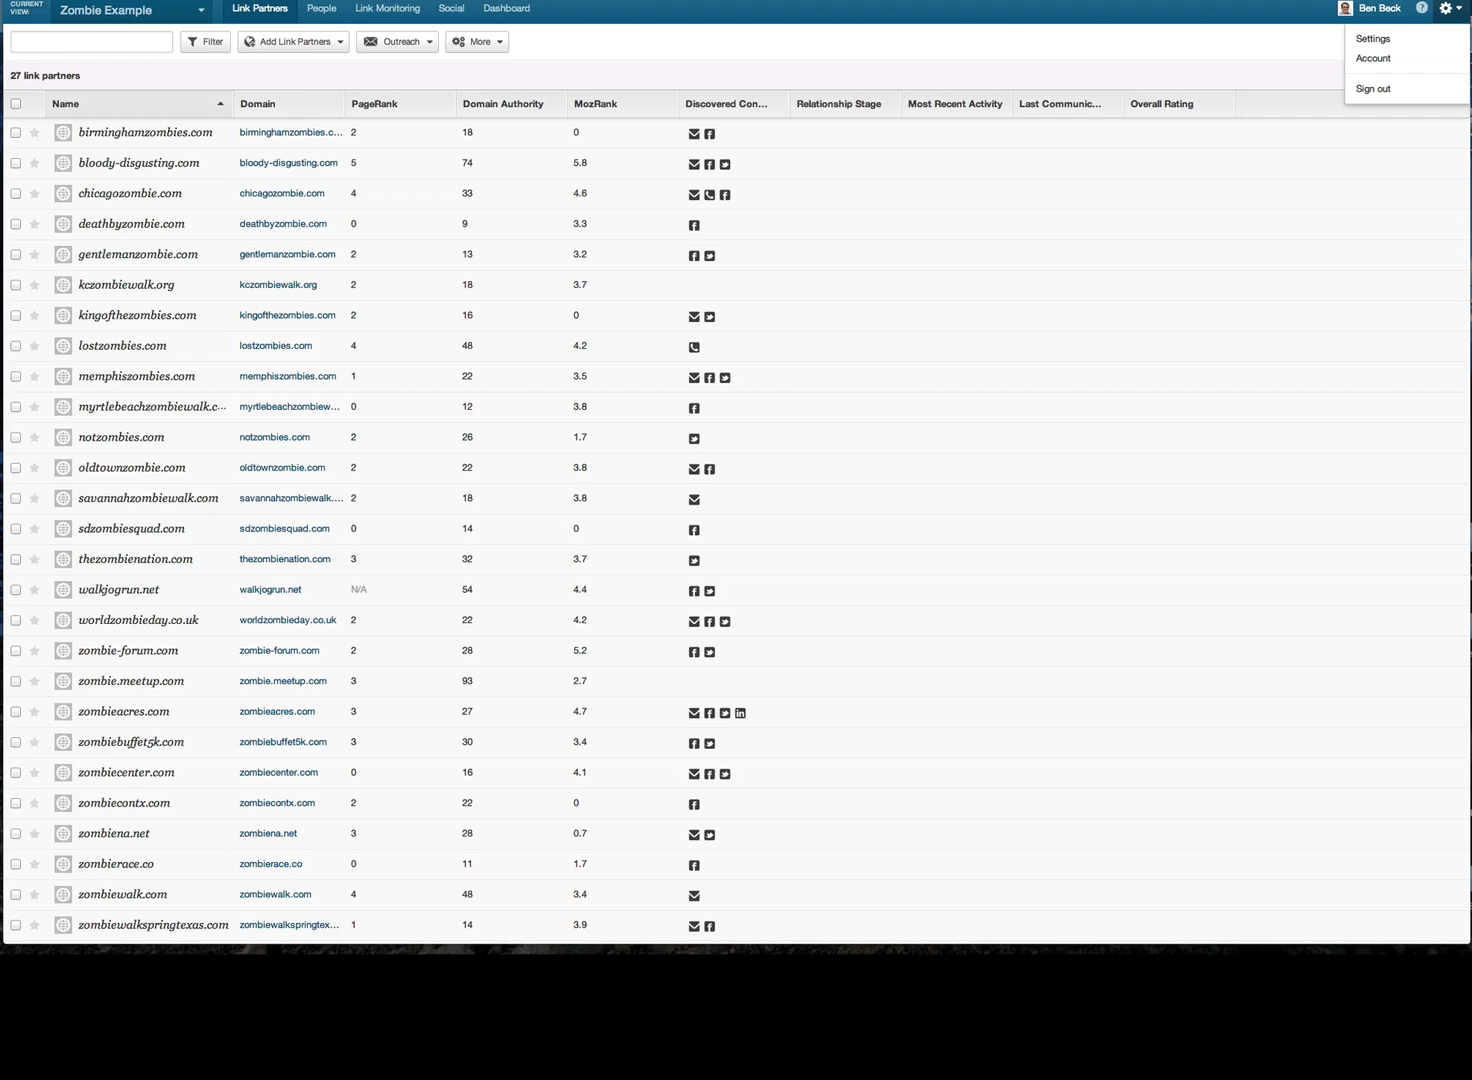 CURRENT VIEW: Zombie Example Link Partners People Link Monitoring Social Dashboard Ben Beck
Filter Add Link Partners Outreach More
Settings
Account
Sign out
27 link partners
Name Domain PageRank Domain Authority MozRank Discovered Con... Relationship Stage Most Recent Activity Last Communic... Overall Rating
birminghamzombies.com birminghamzombies.c... 2 18 0
bloody-disgusting.com bloody-disgusting.com 5 74 5.8
chicagozombie.com chicagozombie.com 4 33 4.6
deathbyzombie.com deathbyzombie.com 0 9 3.3
gentlemanzombie.com gentlemanzombie.com 2 13 3.2
kczombiewalk.org kczombiewalk.org 2 18 3.7
kingofthezombies.com kingofthezombies.com 2 16 0
lostzombies.com lostzombies.com 4 48 4.2
memphiszombies.com memphiszombies.com 1 22 3.5
myrtlebeachzombiewalk.c... myrtlebeachzombiew... 0 12 3.8
notzombies.com notzombies.com 2 26 1.7
oldtownzombie.com oldtownzombie.com 2 22 3.8
savannahzombiewalk.com savannahzombiewalk.... 2 18 3.8
sdzombiesquad.com sdzombiesquad.com 0 14 0
thezombienation.com thezombienation.com 3 32 3.7
walkjogrun.net walkjogrun.net N/A 54 4.4
worldzombieday.co.uk worldzombieday.co.uk 2 22 4.2
zombie-forum.com zombie-forum.com 2 28 5.2
zombie.meetup.com zombie.meetup.com 3 93 2.7
zombieacres.com zombieacres.com 3 27 4.7
zombiebuffet5k.com zombiebuffet5k.com 3 30 3.4
zombiecenter.com zombiecenter.com 0 16 4.1
zombiecontx.com zombiecontx.com 2 22 0
zombiena.net zombiena.net 3 28 0.7
zombierace.co zombierace.co 0 11 1.7
zombiewalk.com zombiewalk.com 4 48 3.4
zombiewalkspringtexas.com zombiewalkspringtex... 1 14 3.9